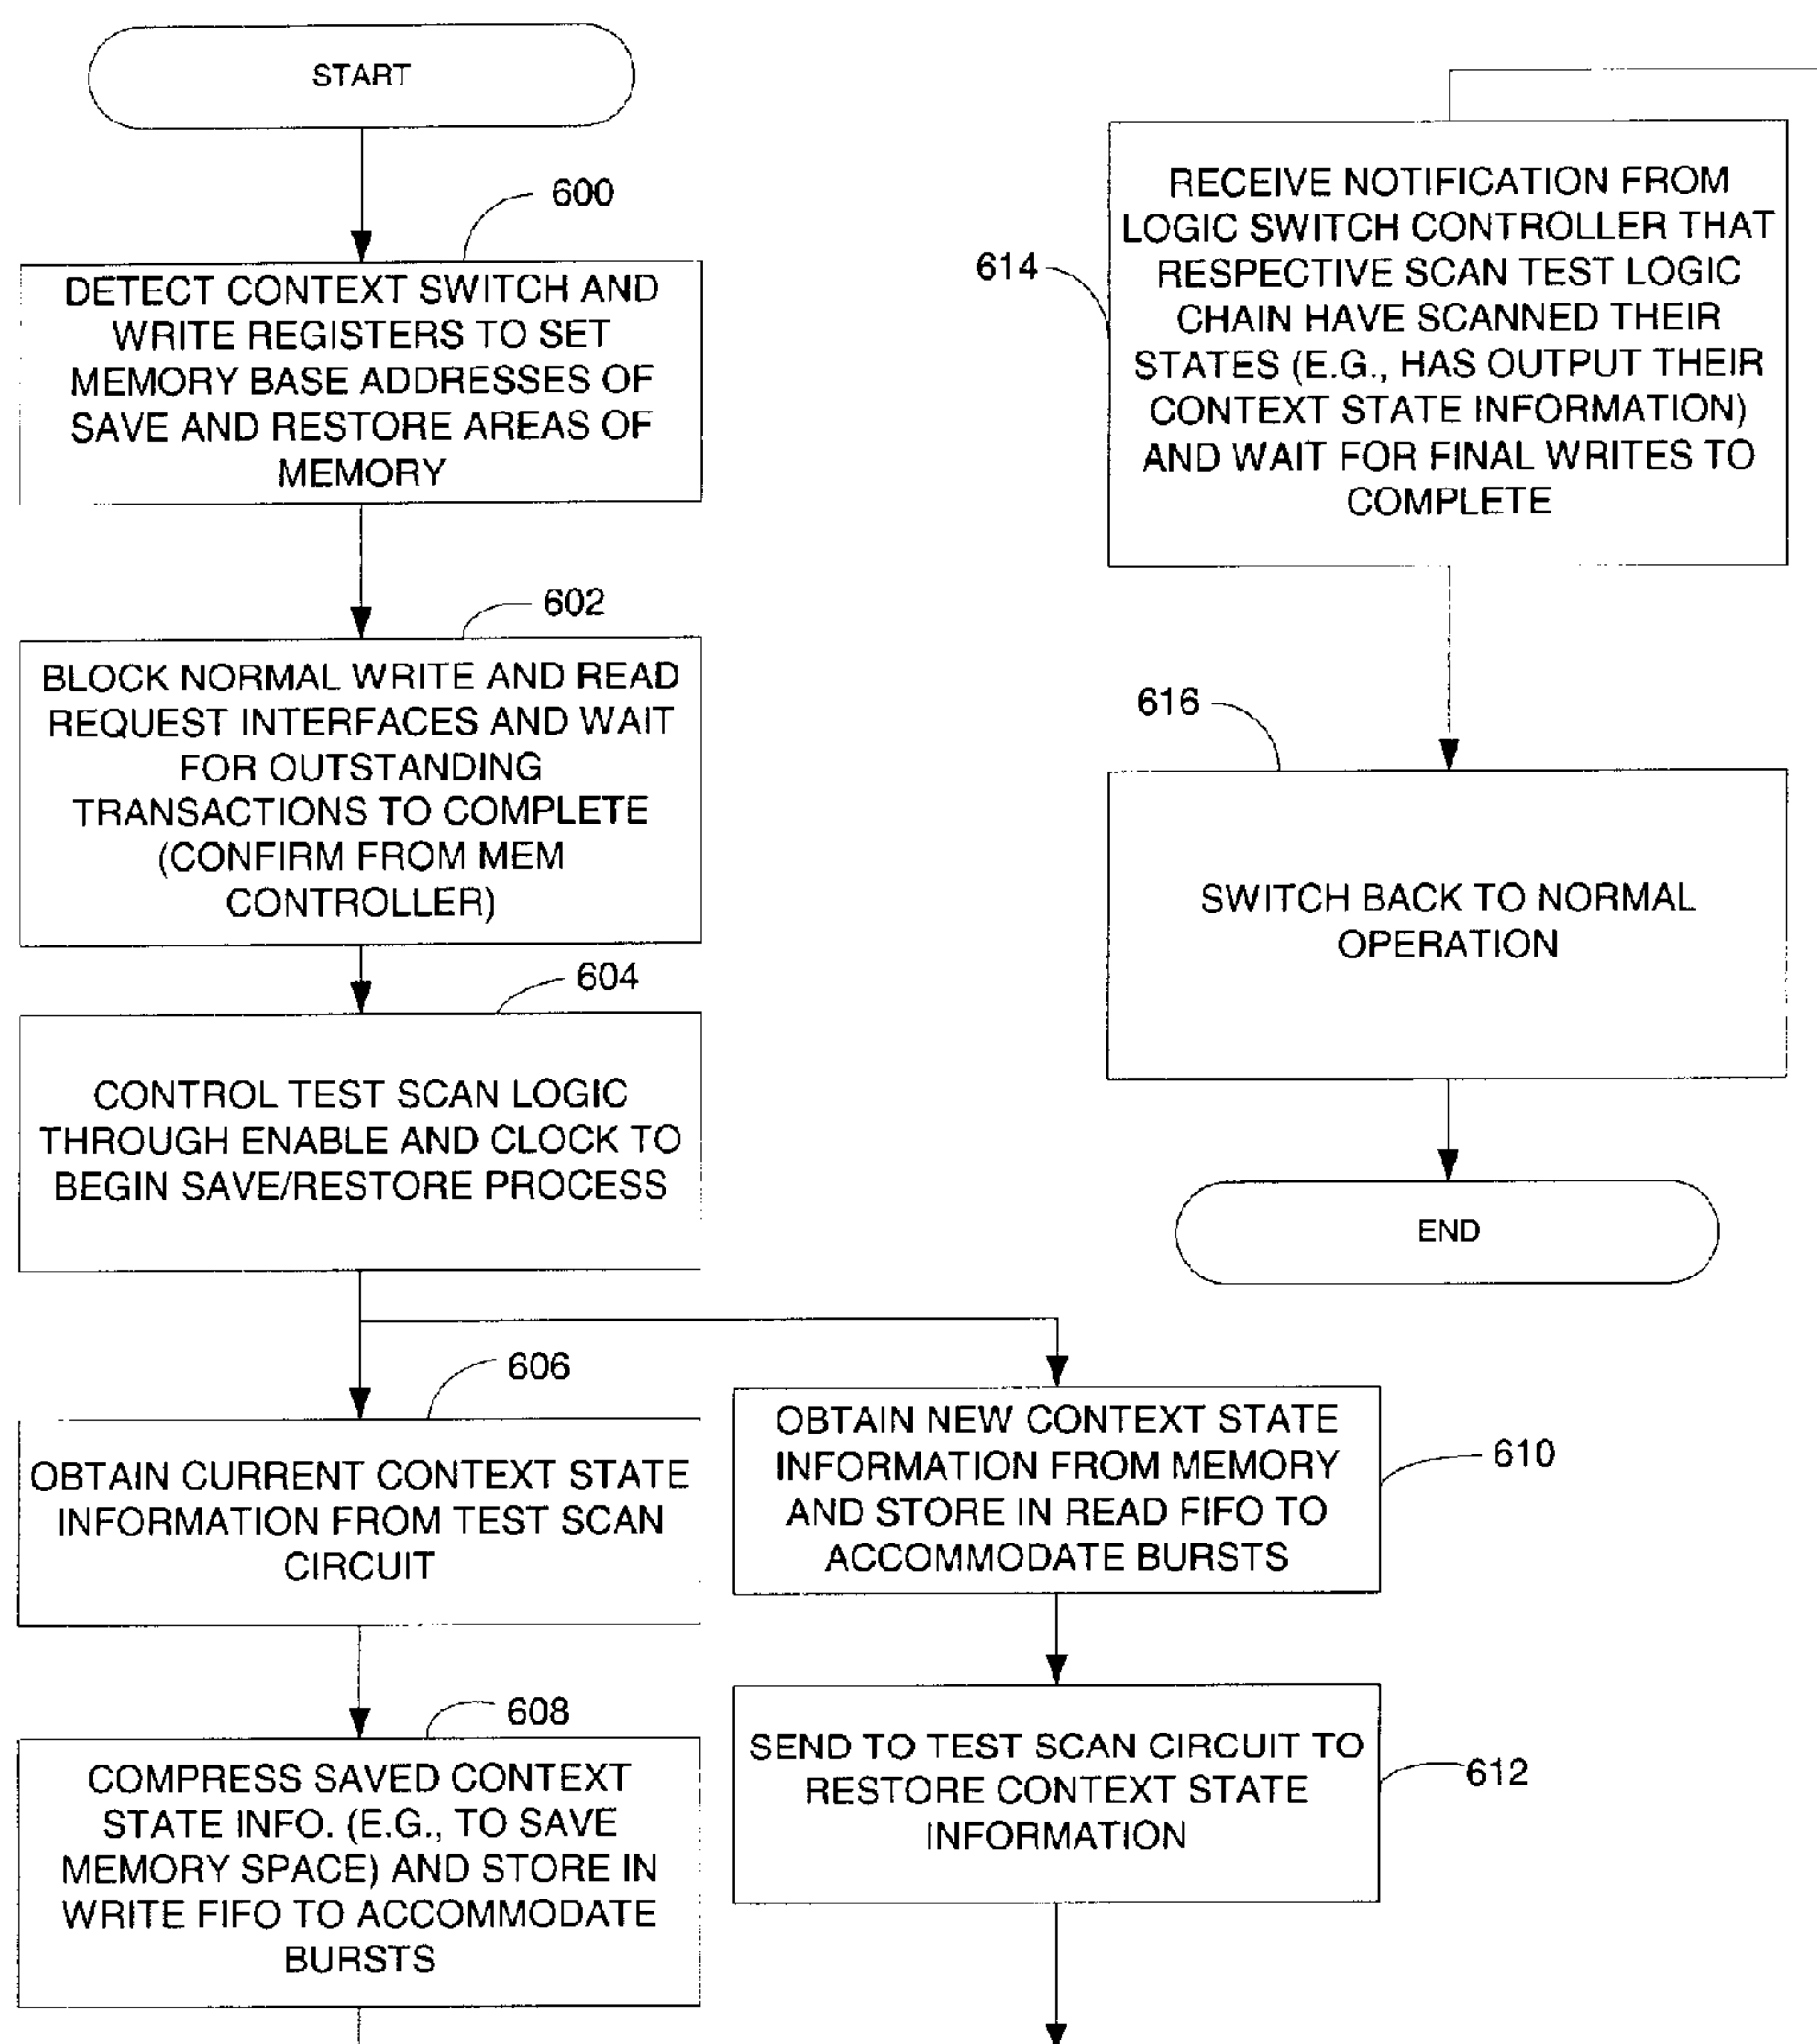 START
600
DETECT CONTEXT SWITCH AND
WRITE REGISTERS TO SET
MEMORY BASE ADDRESSES OF
SAVE AND RESTORE AREAS OF
MEMORY
602
BLOCK NORMAL WRITE AND READ
REQUEST INTERFACES AND WAIT
FOR OUTSTANDING
TRANSACTIONS TO COMPLETE
(CONFIRM FROM MEM
CONTROLLER)
604
CONTROL TEST SCAN LOGIC
THROUGH ENABLE AND CLOCK TO
BEGIN SAVE/RESTORE PROCESS
606
OBTAIN CURRENT CONTEXT STATE
INFORMATION FROM TEST SCAN
CIRCUIT
608
COMPRESS SAVED CONTEXT
STATE INFO. (E.G., TO SAVE
MEMORY SPACE) AND STORE IN
WRITE FIFO TO ACCOMMODATE
BURSTS
OBTAIN NEW CONTEXT STATE
INFORMATION FROM MEMORY
AND STORE IN READ FIFO TO
ACCOMMODATE BURSTS
610
SEND TO TEST SCAN CIRCUIT TO
RESTORE CONTEXT STATE
INFORMATION
612
614
RECEIVE NOTIFICATION FROM
LOGIC SWITCH CONTROLLER THAT
RESPECTIVE SCAN TEST LOGIC
CHAIN HAVE SCANNED THEIR
STATES (E.G., HAS OUTPUT THEIR
CONTEXT STATE INFORMATION)
AND WAIT FOR FINAL WRITES TO
COMPLETE
616
SWITCH BACK TO NORMAL
OPERATION
END